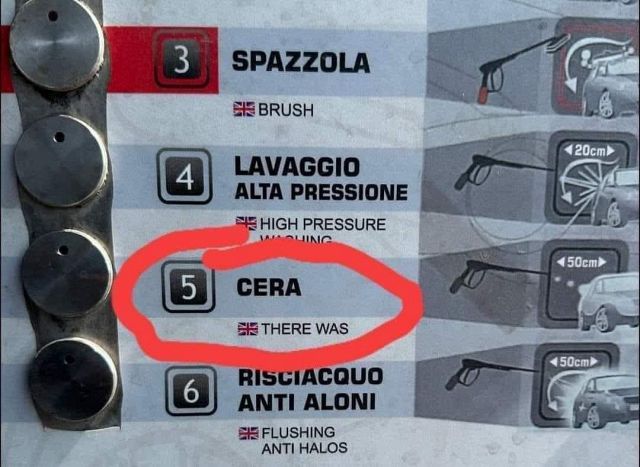 3 SPAZZOLA
BRUSH
20cm
4 LAVAGGIO
ALTA PRESSIONE
HIGH PRESSURE
WASHING
50cm
5 CERA
THERE WAS
50cm
6 RISCIACQUO
ANTI ALONI
FLUSHING
ANTI HALOS